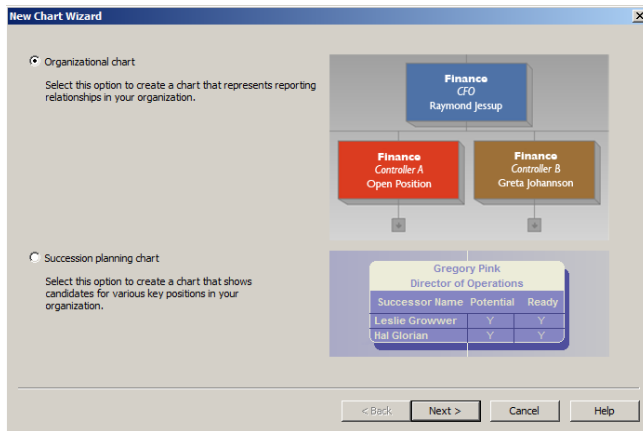 New Chart Wizard
Organizational chart
Select this option to create a chart that represents reporting
relationships in your organization.
Finance
CFO
Raymond Jessup
Finance
Controller A
Open Position
Finance
Controller B
Greta Johannson
Succession planning chart
Select this option to create a chart that shows
candidates for various key positions in your
organization.
Gregory Pink
Director of Operations
Successor Name Potential Ready
Leslie Growwer Y Y
Hal Glorian Y Y
< Back Next > Cancel Help